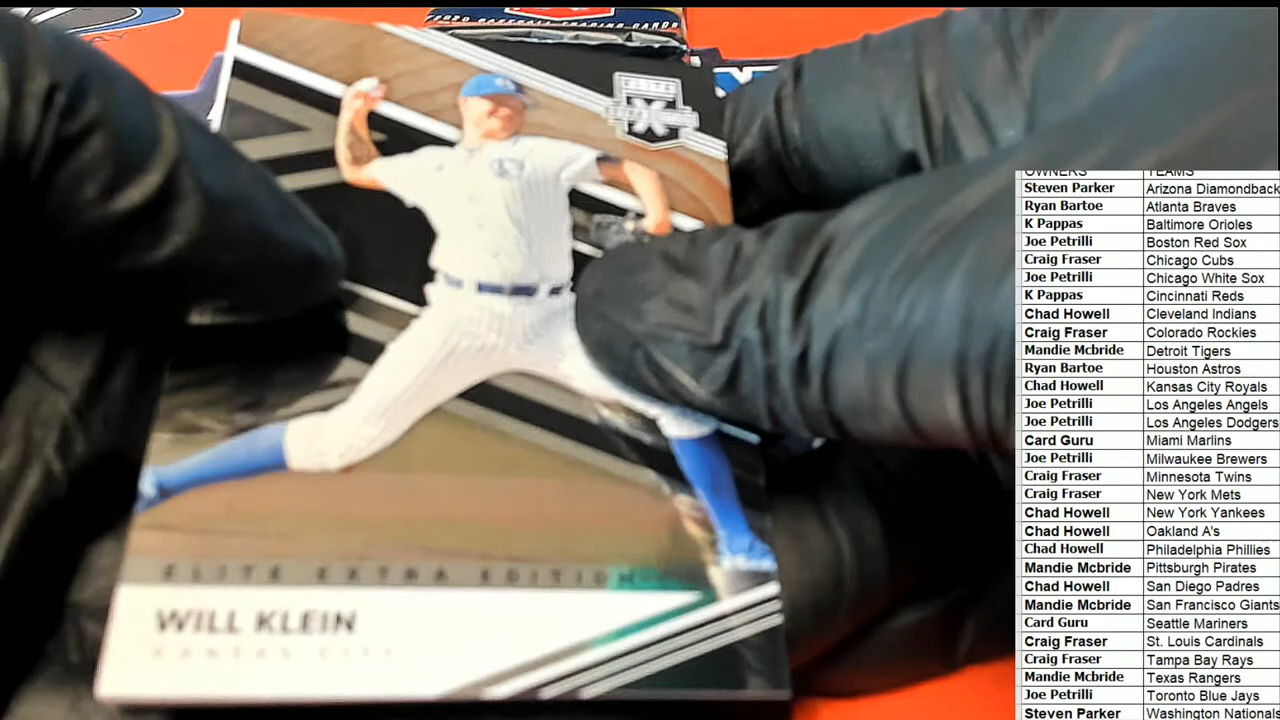 2020 BASEBALL TRADING CARDS
ELITE
X
ELITE EXTRA EDITION
WILL KLEIN
KANSAS CITY
OWNERS TEAMS
Steven Parker Arizona Diamondback
Ryan Bartoe Atlanta Braves
K Pappas Baltimore Orioles
Joe Petrilli Boston Red Sox
Craig Fraser Chicago Cubs
Joe Petrilli Chicago White Sox
K Pappas Cincinnati Reds
Chad Howell Cleveland Indians
Craig Fraser Colorado Rockies
Mandie Mcbride Detroit Tigers
Ryan Bartoe Houston Astros
Chad Howell Kansas City Royals
Joe Petrilli Los Angeles Angels
Joe Petrilli Los Angeles Dodgers
Card Guru Miami Marlins
Joe Petrilli Milwaukee Brewers
Craig Fraser Minnesota Twins
Craig Fraser New York Mets
Chad Howell New York Yankees
Chad Howell Oakland A's
Chad Howell Philadelphia Phillies
Mandie Mcbride Pittsburgh Pirates
Chad Howell San Diego Padres
Mandie Mcbride San Francisco Giants
Card Guru Seattle Mariners
Craig Fraser St. Louis Cardinals
Craig Fraser Tampa Bay Rays
Mandie Mcbride Texas Rangers
Joe Petrilli Toronto Blue Jays
Steven Parker Washington Nationals